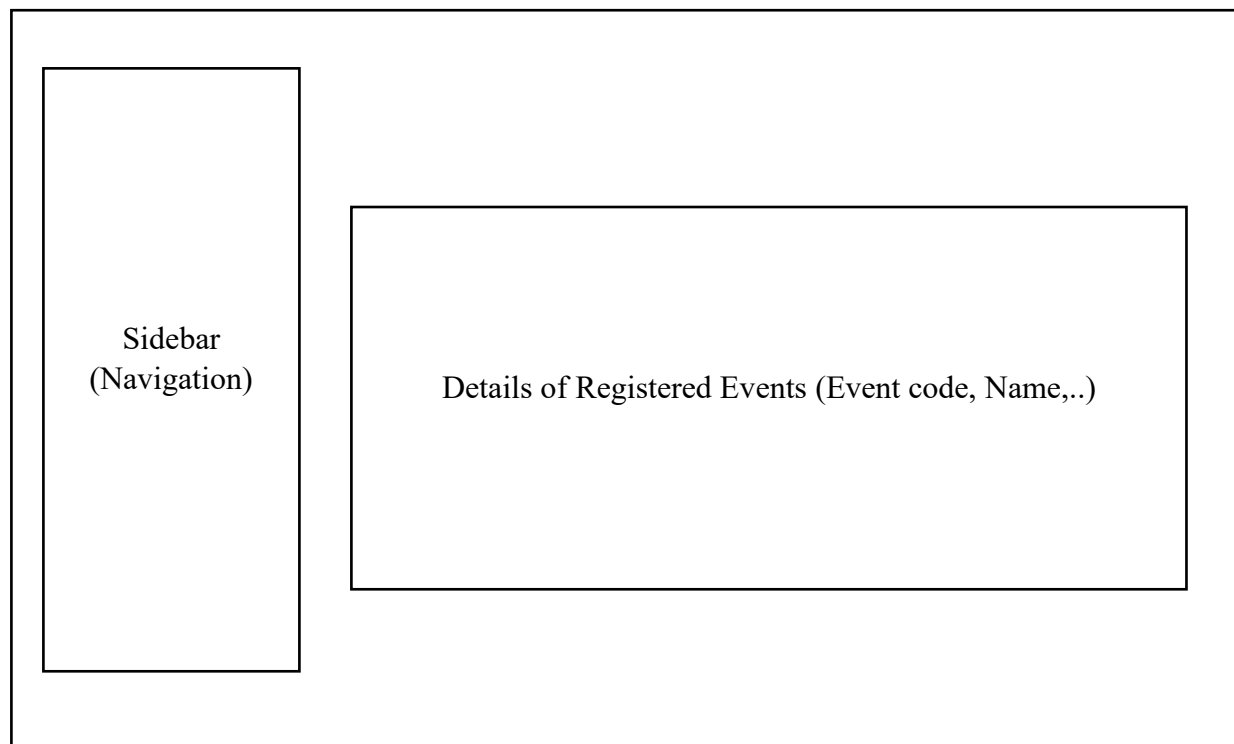 Sidebar
(Navigation)
Details of Registered Events (Event code, Name,..)